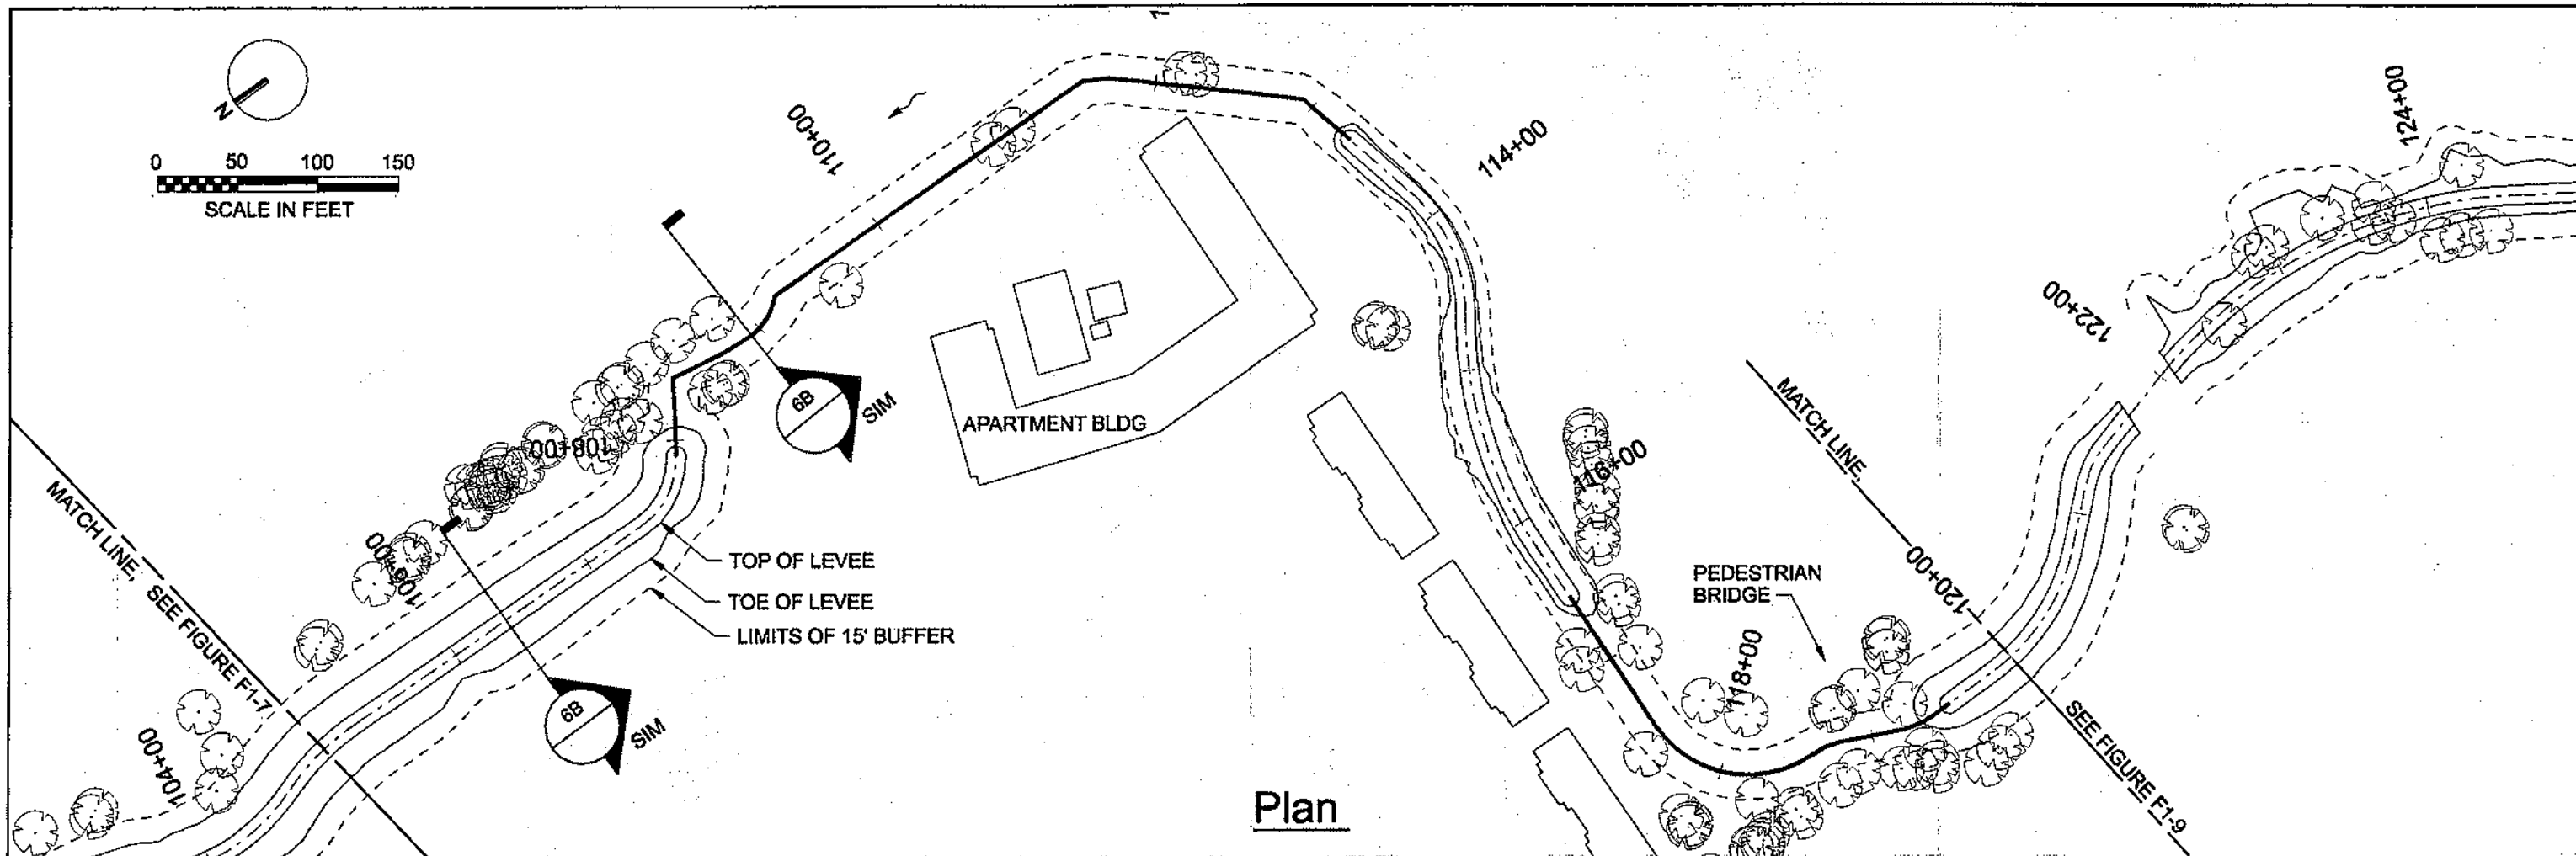 N
0 50 100 150
SCALE IN FEET
MATCH LINE, SEE FIGURE F1-7
104+00
106+00
108+00
110+00
114+00
116+00
118+00
120+00
122+00
124+00
6B
SIM
6B
SIM
TOP OF LEVEE
TOE OF LEVEE
LIMITS OF 15' BUFFER
APARTMENT BLDG
PEDESTRIAN
BRIDGE
MATCH LINE,
SEE FIGURE F1-9
Plan